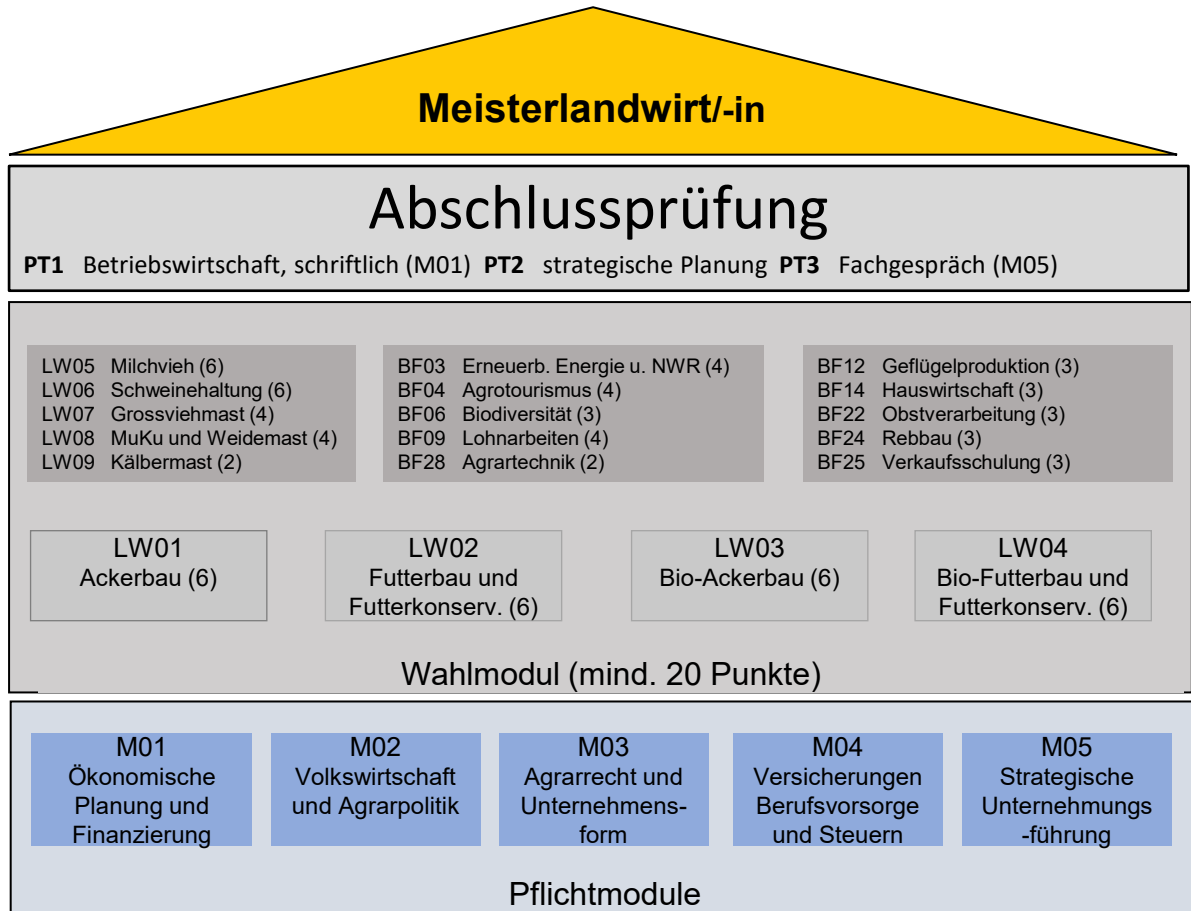 Meisterlandwirt/-in
Abschlussprüfung
PT1 Betriebswirtschaft, schriftlich (M01) PT2 strategische Planung PT3 Fachgespräch (M05)
LW05 Milchvieh (6)
LW06 Schweinehaltung (6)
LW07 Grossviehmast (4)
LW08 MuKu und Weidemast (4)
LW09 Kälbermast (2)
BF03 Erneuerb. Energie u. NWR (4)
BF04 Agrotourismus (4)
BF06 Biodiversität (3)
BF09 Lohnarbeiten (4)
BF28 Agrartechnik (2)
BF12 Geflügelproduktion (3)
BF14 Hauswirtschaft (3)
BF22 Obstverarbeitung (3)
BF24 Rebbau (3)
BF25 Verkaufsschulung (3)
LW01
Ackerbau (6)
LW02
Futterbau und
Futterkonserv. (6)
LW03
Bio-Ackerbau (6)
LW04
Bio-Futterbau und
Futterkonserv. (6)
Wahlmodul (mind. 20 Punkte)
M01
Ökonomische
Planung und
Finanzierung
M02
Volkswirtschaft
und Agrarpolitik
M03
Agrarrecht und
Unternehmens-
form
M04
Versicherungen
Berufsvorsorge
und Steuern
M05
Strategische
Unternehmungs
-führung
Pflichtmodule